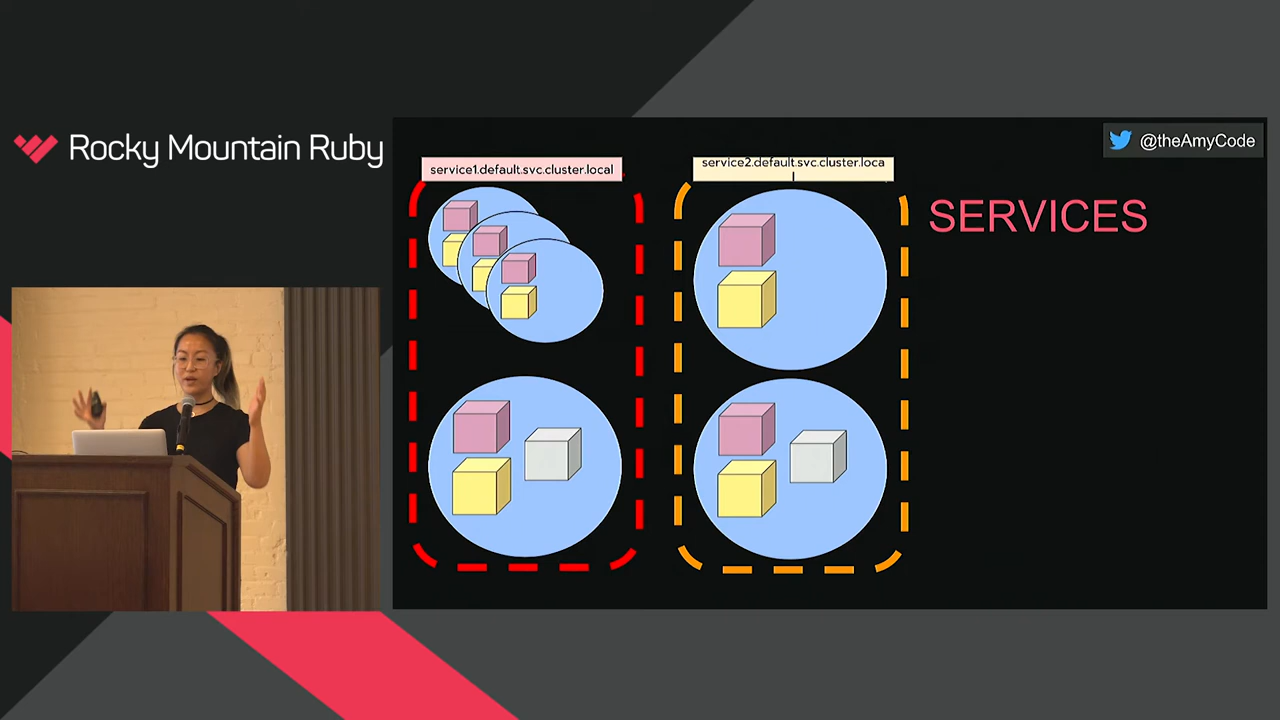 Rocky Mountain Ruby
@theAmyCode
service1.default.svc.cluster.local
service2.default.svc.cluster.loca
l
SERVICES